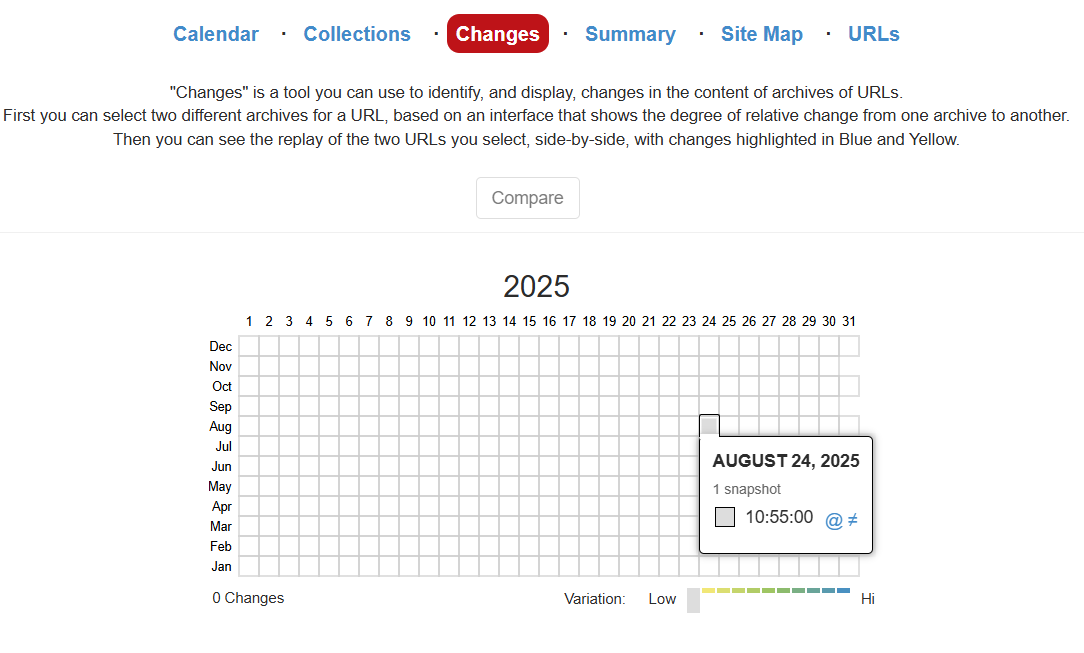 Calendar · Collections · Changes · Summary · Site Map · URLs
"Changes" is a tool you can use to identify, and display, changes in the content of archives of URLs.
First you can select two different archives for a URL, based on an interface that shows the degree of relative change from one archive to another.
Then you can see the replay of the two URLs you select, side-by-side, with changes highlighted in Blue and Yellow.
Compare
2025
1 2 3 4 5 6 7 8 9 10 11 12 13 14 15 16 17 18 19 20 21 22 23 24 25 26 27 28 29 30 31
Dec
Nov
Oct
Sep
Aug
Jul
Jun
May
Apr
Mar
Feb
Jan
AUGUST 24, 2025
1 snapshot
10:55:00 @ ≠
0 Changes Variation: Low Hi